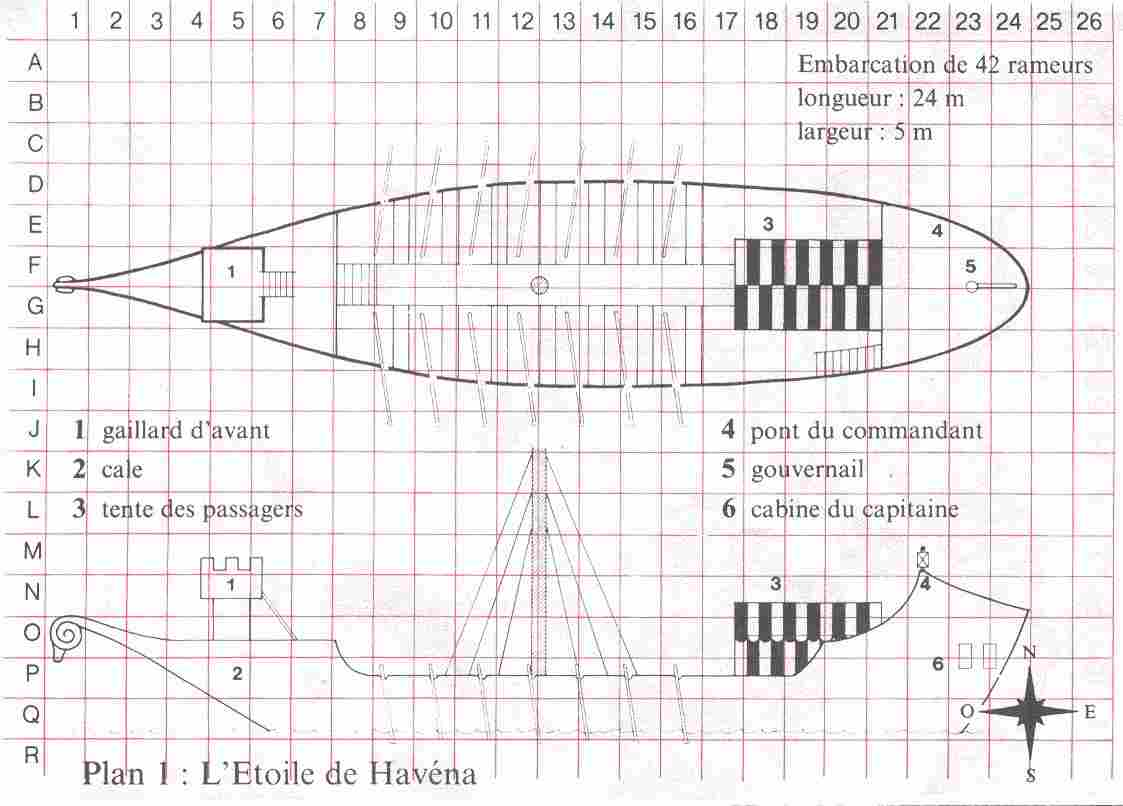 1 2 3 4 5 6 7 8 9 10 11 12 13 14 15 16 18 19 20 21 22 23 24 25 26
A
Embarcation de 42 rameurs
B
longueur : 24 m
largeur : 5 m
C
D
E
3
4
F
1
5
G
H
I
J
1 gaillard d'avant
4 pont du commandant
K
2 cale
5 gouvernail
L
3 tente des passagers
6 cabine du capitaine
M
N
1
3
4
O
N
P
2
6
Q
O E
R
S
Plan 1 : L'Etoile de Havéna